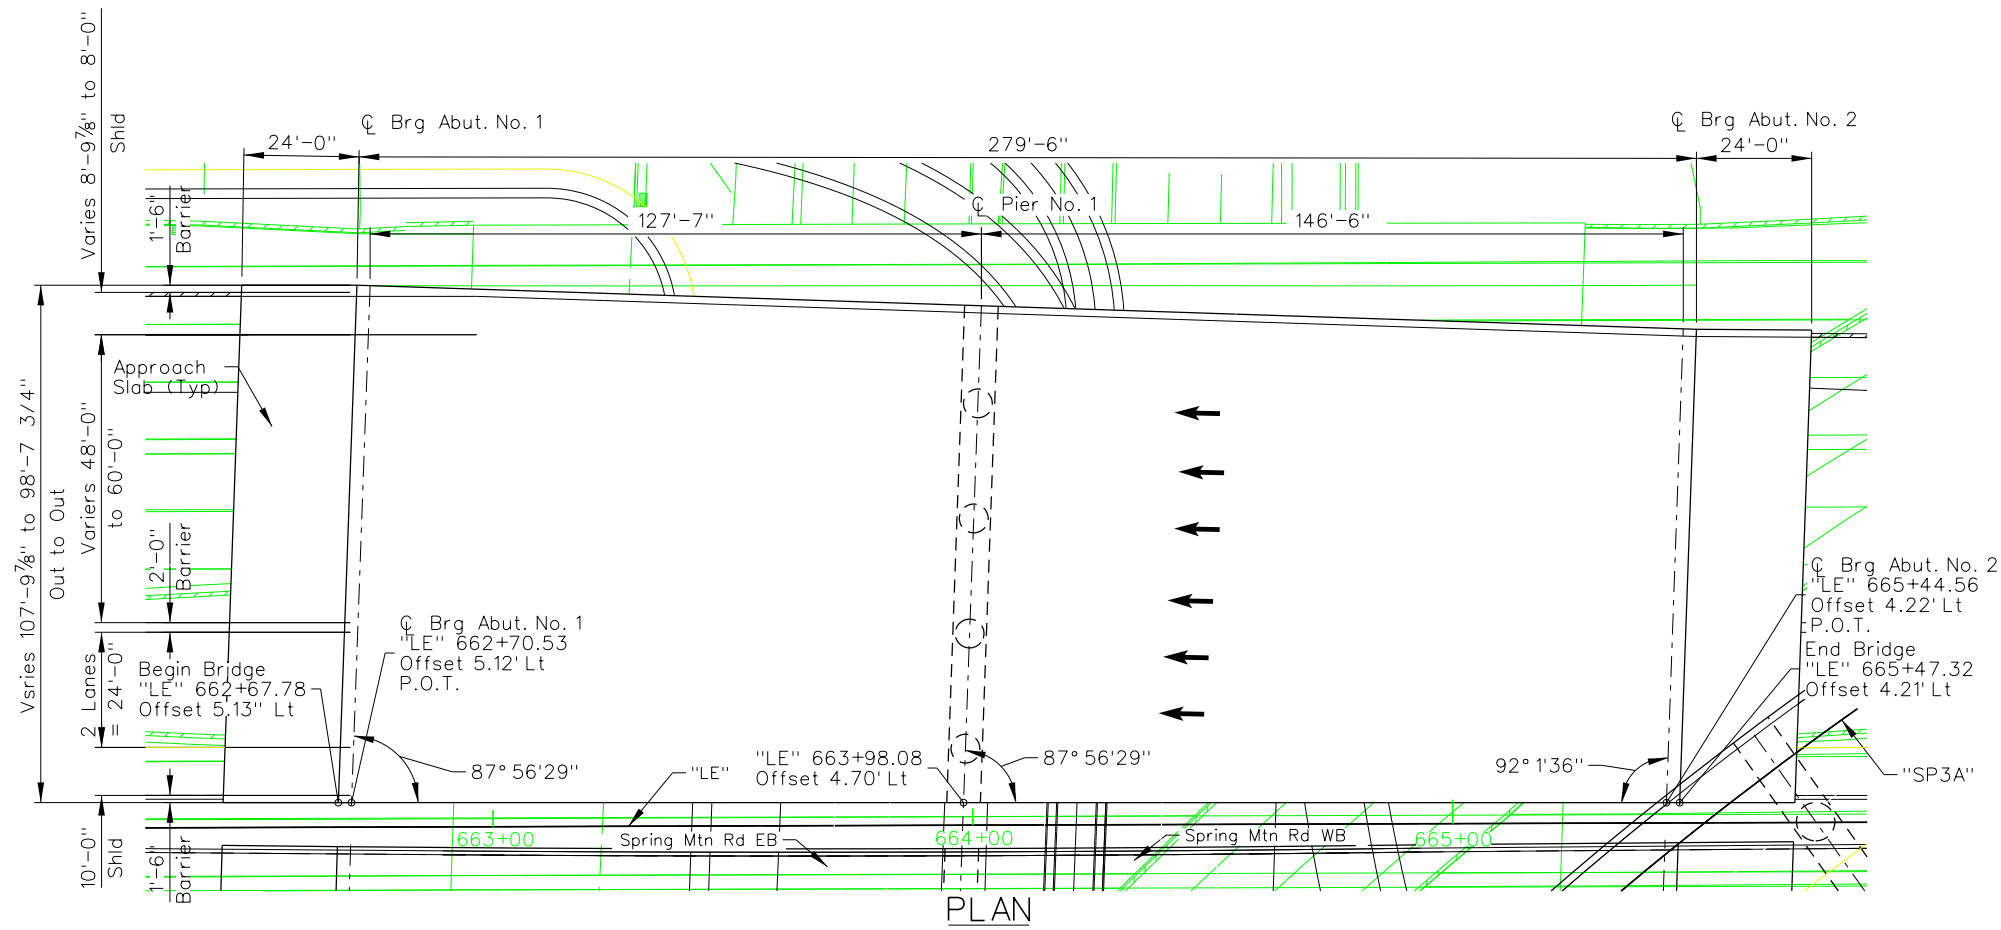 Varies 8'-9⅞" to 8'-0"
Shld
1'-6"
Barrier
24'-0"
℄ Brg Abut. No. 1
279'-6"
℄ Brg Abut. No. 2
24'-0"
127'-7"
℄ Pier No. 1
146'-6"
Approach
Slab (Typ)
Vsries 107'-9⅞" to 98'-7 3/4"
Out to Out
Variers 48'-0"
to 60'-0"
2'-0"
Barrier
2 Lanes
= 24'-0"
10'-0"
Shld
1'-6"
Barrier
Begin Bridge
"LE" 662+67.78
Offset 5.13" Lt
℄ Brg Abut. No. 1
"LE" 662+70.53
Offset 5.12' Lt
P.O.T.
87°56'29"
"LE"
"LE" 663+98.08
Offset 4.70' Lt
87°56'29"
92°1'36"
℄ Brg Abut. No. 2
"LE" 665+44.56
Offset 4.22' Lt
P.O.T.
End Bridge
"LE" 665+47.32
Offset 4.21' Lt
"SP3A"
663+00
Spring Mtn Rd EB
664+00
Spring Mtn Rd WB
665+00
PLAN